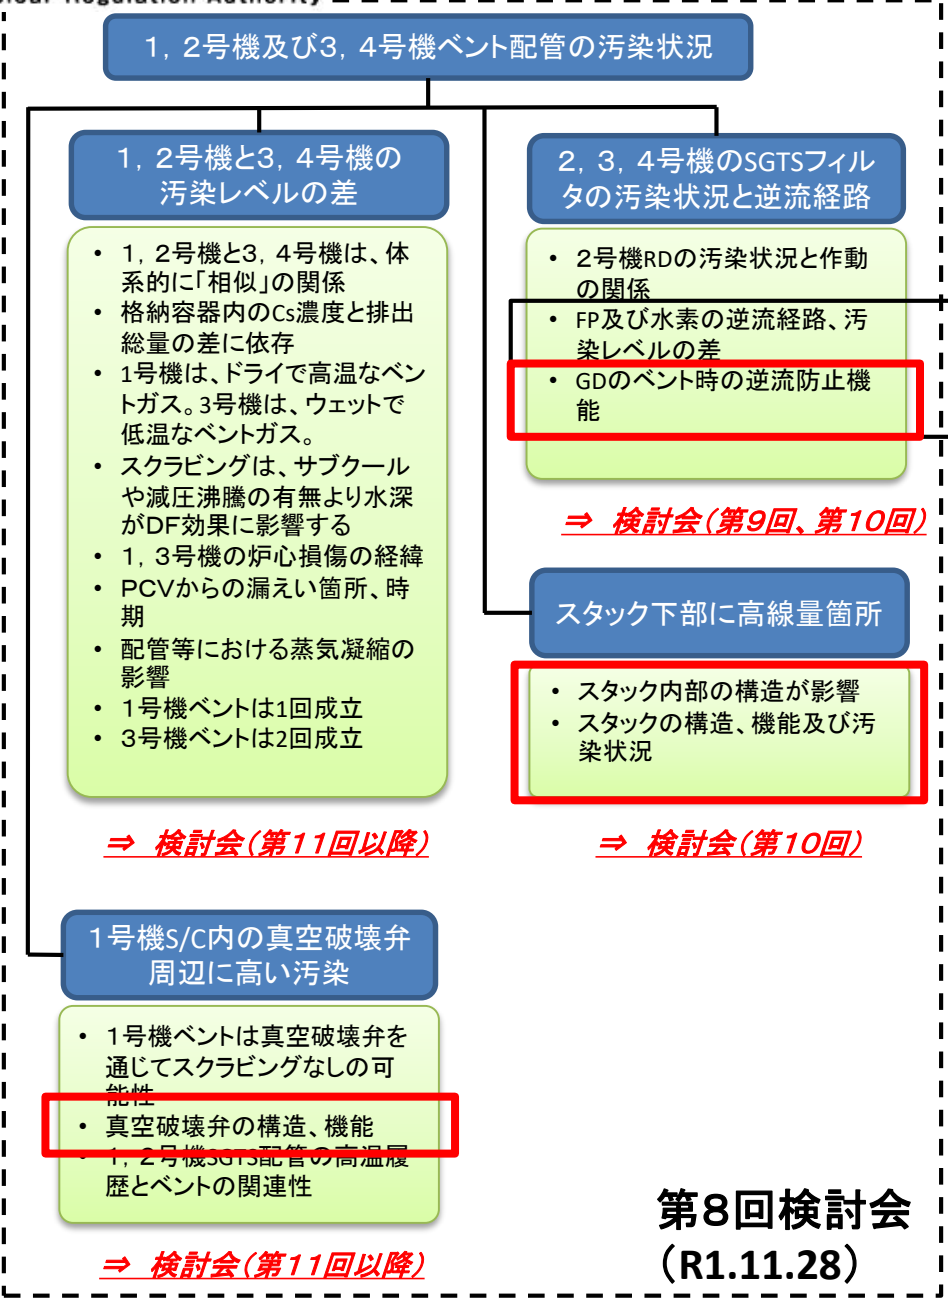 1，2号機及び3，4号機ベント配管の汚染状況
1，2号機と3，4号機の
汚染レベルの差
・ 1，2号機と3，4号機は、体
系的に「相似」の関係
・ 格納容器内のCs濃度と排出
総量の差に依存
・ 1号機は、ドライで高温なベン
トガス。3号機は、ウェットで
低温なベントガス。
・ スクラビングは、サブクール
や減圧沸騰の有無より水深
がDF効果に影響する
・ 1，3号機の炉心損傷の経緯
・ PCVからの漏えい箇所、時
期
・ 配管等における蒸気凝縮の
影響
・ 1号機ベントは1回成立
・ 3号機ベントは2回成立
⇒ 検討会（第11回以降）
2，3，4号機のSGTSフィル
タの汚染状況と逆流経路
・ 2号機RDの汚染状況と作動
の関係
・ FP及び水素の逆流経路、汚
染レベルの差
・ GDのベント時の逆流防止機
能
⇒ 検討会（第9回、第10回）
スタック下部に高線量箇所
・ スタック内部の構造が影響
・ スタックの構造、機能及び汚
染状況
⇒ 検討会（第10回）
1号機S/C内の真空破壊弁
周辺に高い汚染
・ 1号機ベントは真空破壊弁を
通じてスクラビングなしの可
能性
・ 真空破壊弁の構造、機能
・ 1，2号機SGTS配管の高温履
歴とベントの関連性
⇒ 検討会（第11回以降）
第8回検討会
（R1.11.28）